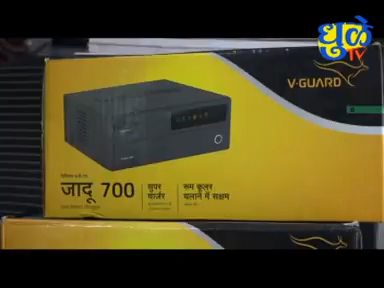 धुळे
TV
V-GUARD
जादू 700
सुपर
चार्जर
रूम कूलर
चलाने में सक्षम